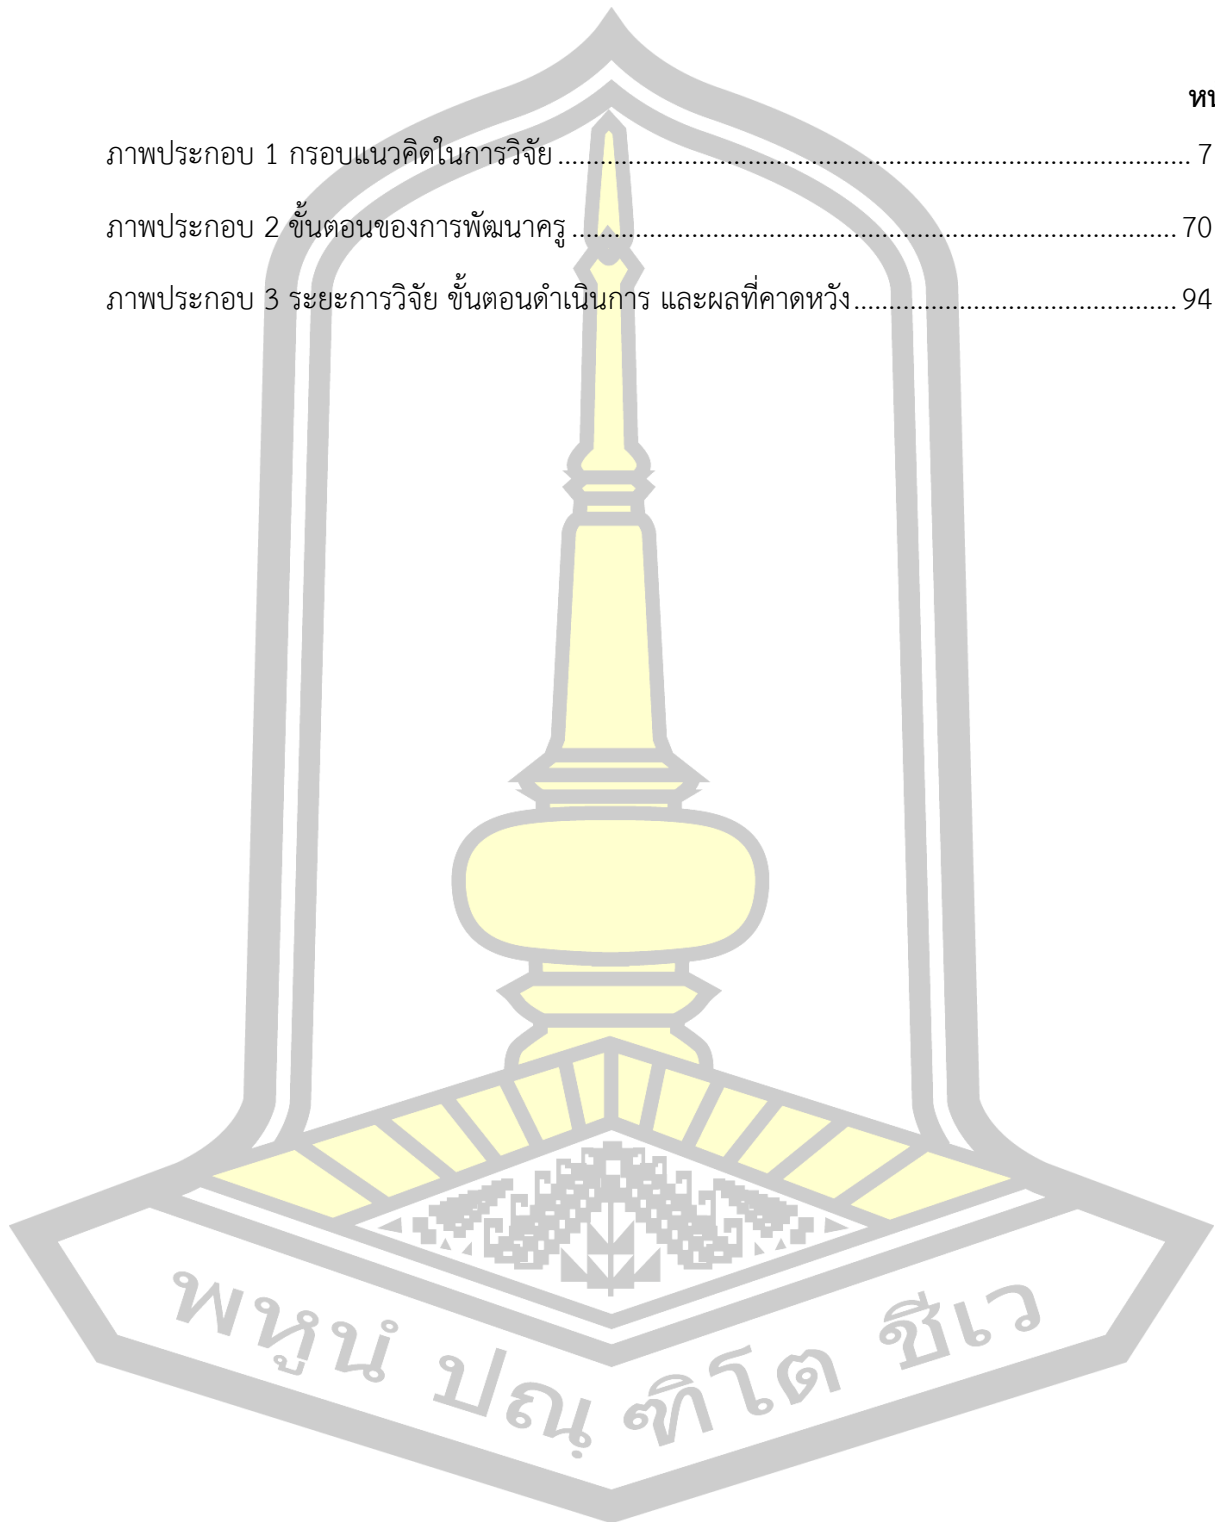 ภาพประกอบ 1 กรอบแนวคิดในการวิจัย .......... 7
ภาพประกอบ 2 ขั้นตอนของการพัฒนาครู .......... 70
ภาพประกอบ 3 ระยะการวิจัย ขั้นตอนดำเนินการ และผลที่คาดหวัง .......... 94
พหูนํ ปณฺฑิโต ชีเว